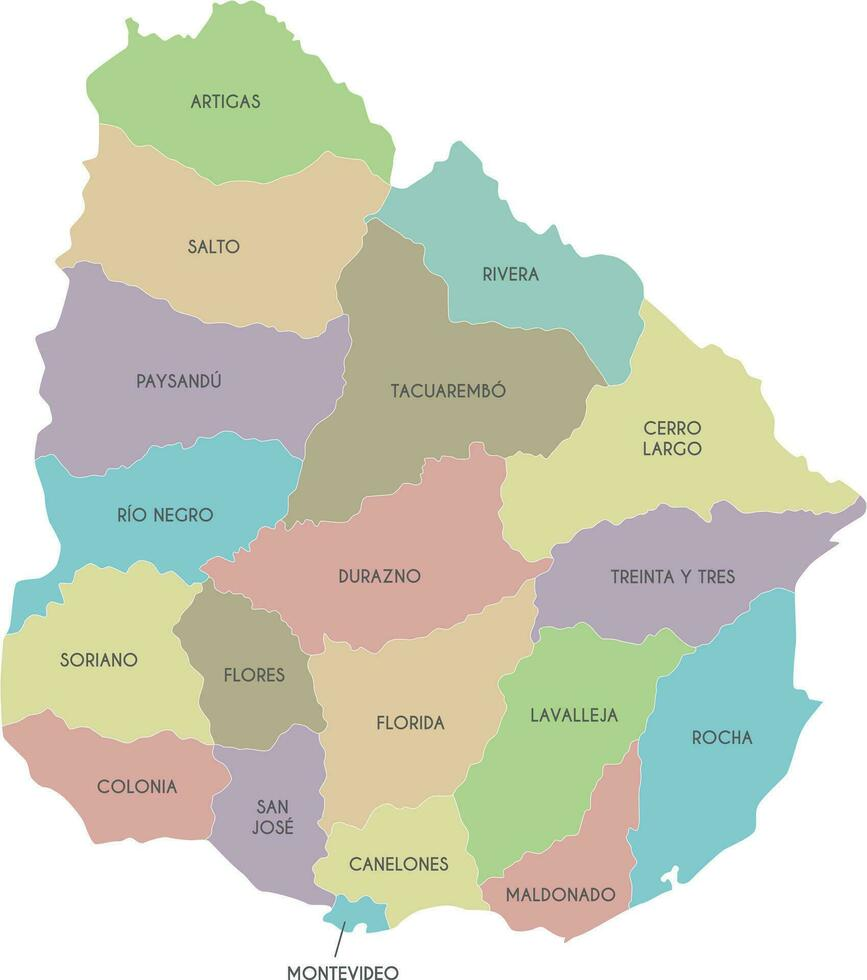 ARTIGAS
SALTO
RIVERA
PAYSANDÚ
TACUAREMBÓ
CERRO
LARGO
RÍO NEGRO
DURAZNO
TREINTA Y TRES
SORIANO
FLORES
FLORIDA
LAVALLEJA
ROCHA
COLONIA
SAN
JOSÉ
CANELONES
MALDONADO
MONTEVIDEO